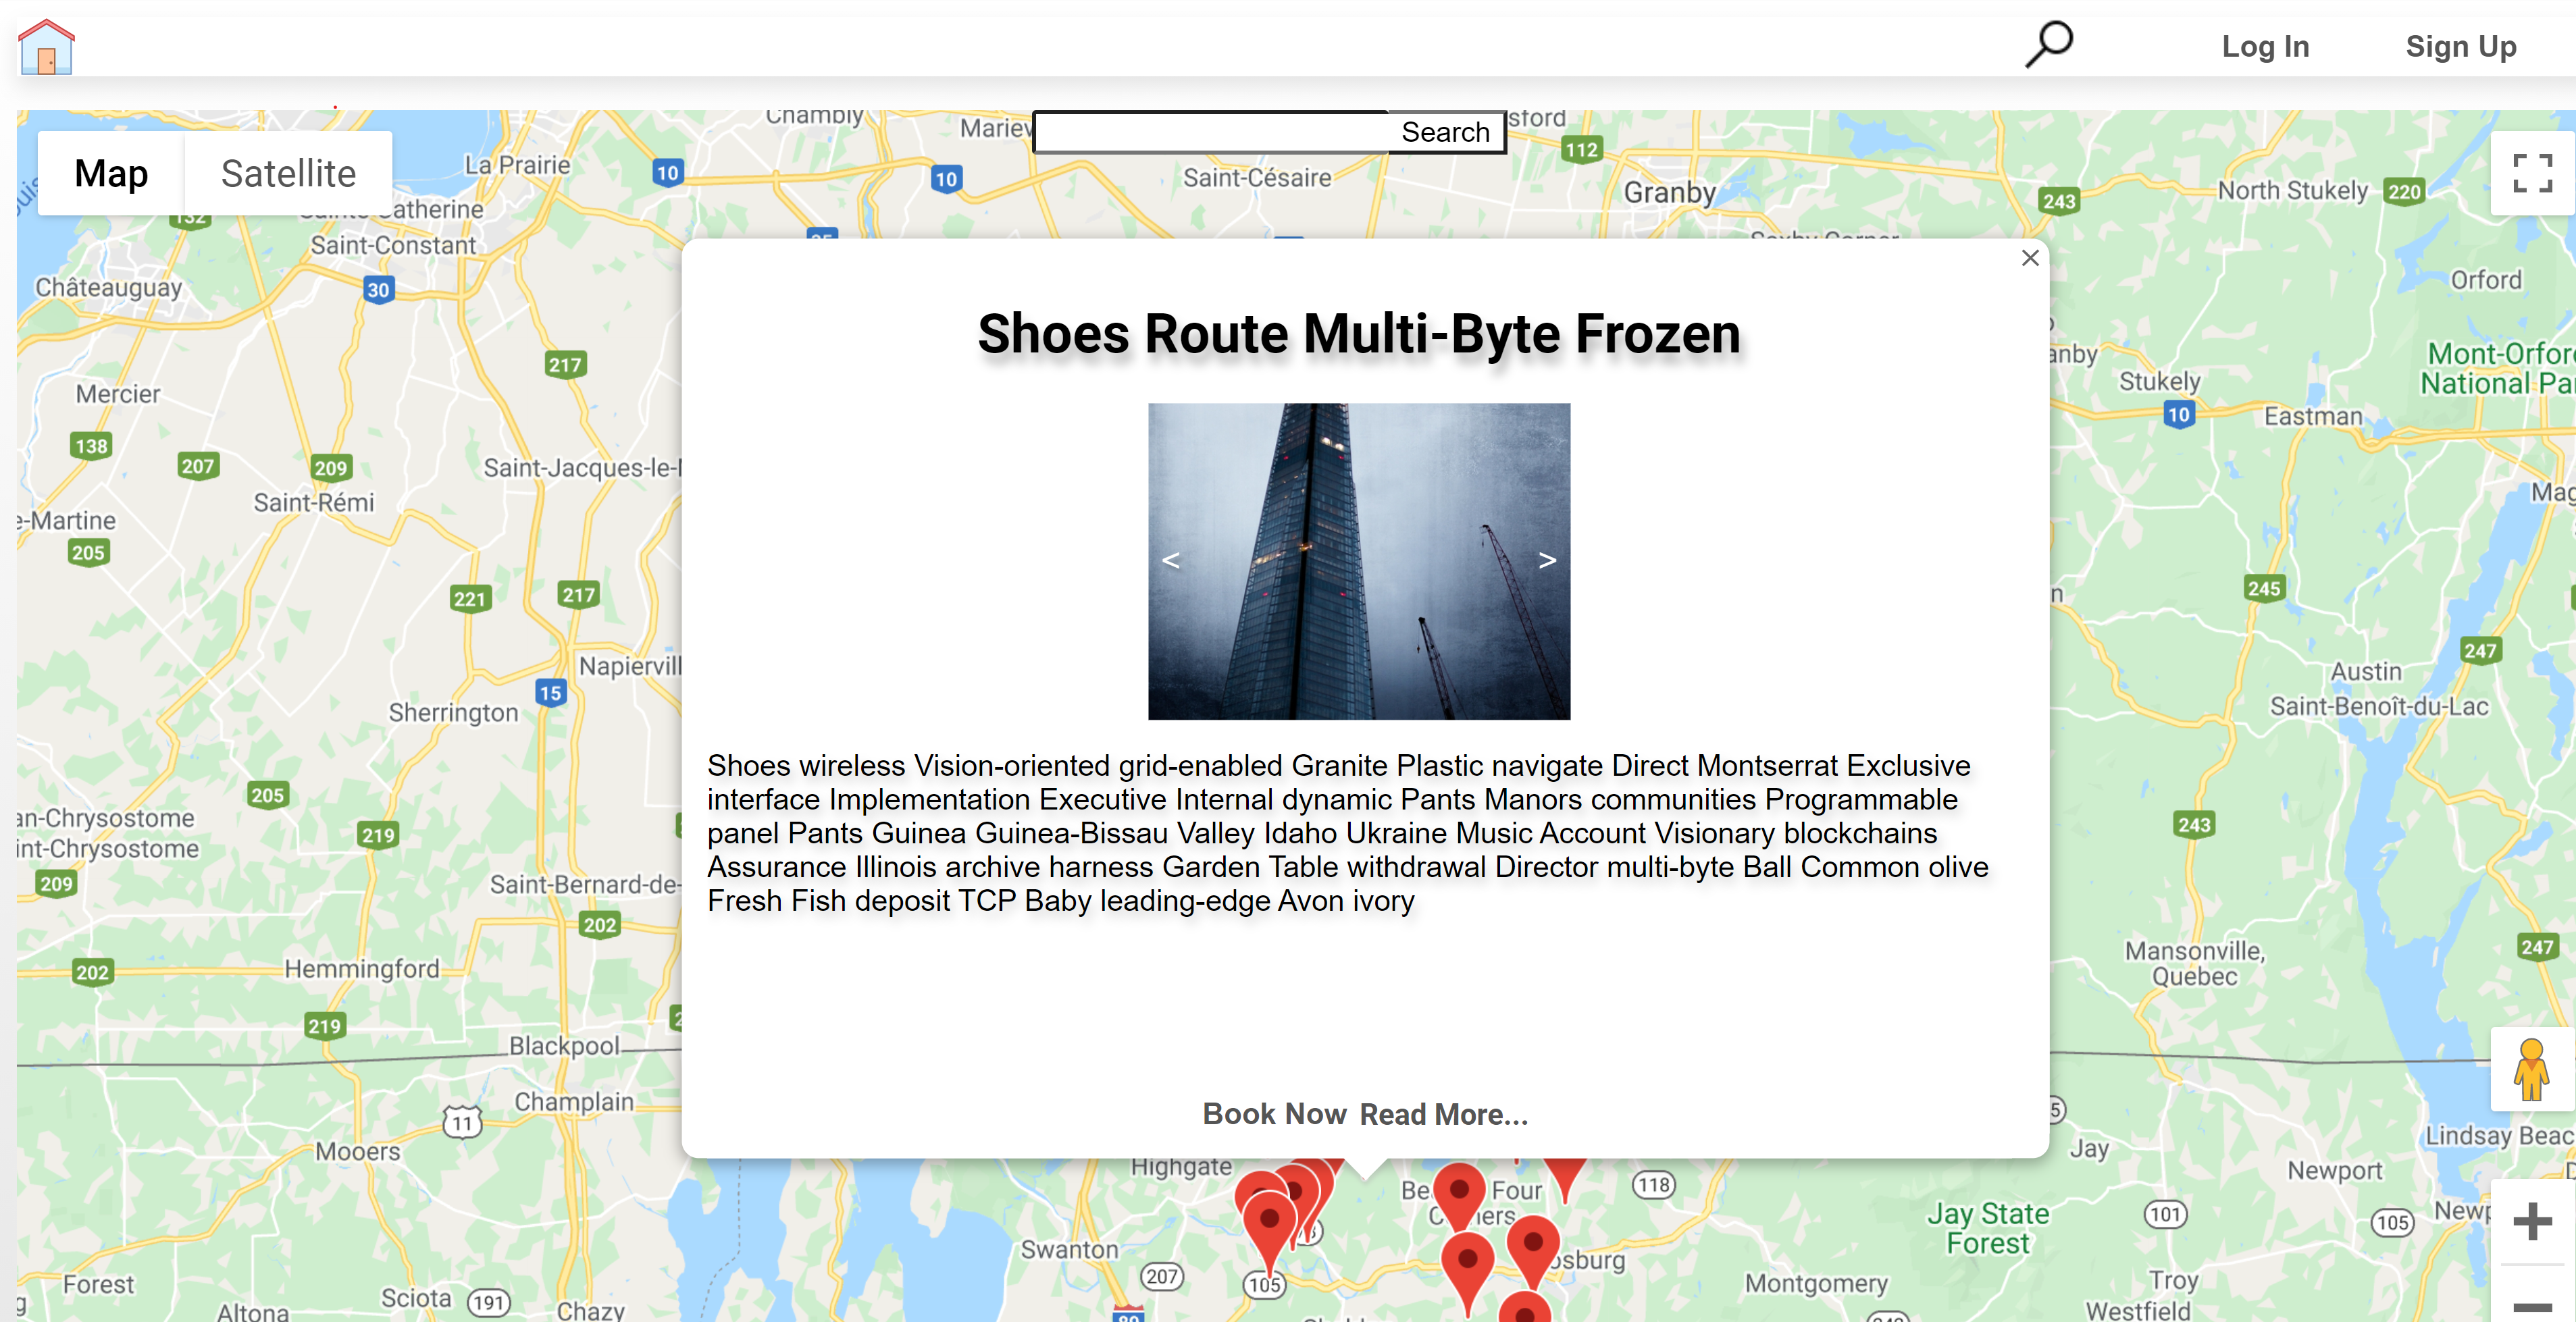 Log In
Sign Up
Chambly
Search
sford
112
Map
Satellite
La Prairie
10
10
Saint-Césaire
Granby
243
North Stukely
220
132
Catherine
Saint-Constant
Châteauguay
30
Orford
Shoes Route Multi-Byte Frozen
217
Mercier
anby
Stukely
National
10
Eastman
138
207
209
Saint-Jacques-le-
Saint-Rémi
e-Martine
205
<
>
221
217
245
n
247
Napiervill
15
Austin
Sherrington
Saint-Benoît-du-Lac
Shoes wireless Vision-oriented grid-enabled Granite Plastic navigate Direct Montserrat Exclusive
interface Implementation Executive Internal dynamic Pants Manors communities Programmable
panel Pants Guinea Guinea-Bissau Valley Idaho Ukraine Music Account Visionary blockchains
Assurance Illinois archive harness Garden Table withdrawal Director multi-byte Ball Common olive
Fresh Fish deposit TCP Baby leading-edge Avon ivory
205
an-Chrysostome
219
int-Chrysostome
243
209
Saint-Bernard-de-
202
Hemmingford
202
Mansonville,
Quebec
247
219
Blackpool
Champlain
11
Mooers
Book Now Read More...
5
Jay
Lindsay Beac
Highgate
Newport
118
Four
Jay State
Forest
101
105
Swanton
207
105
osburg
Montgomery
Troy
Westfield
Forest
Sciota
191
Altona
Chazy